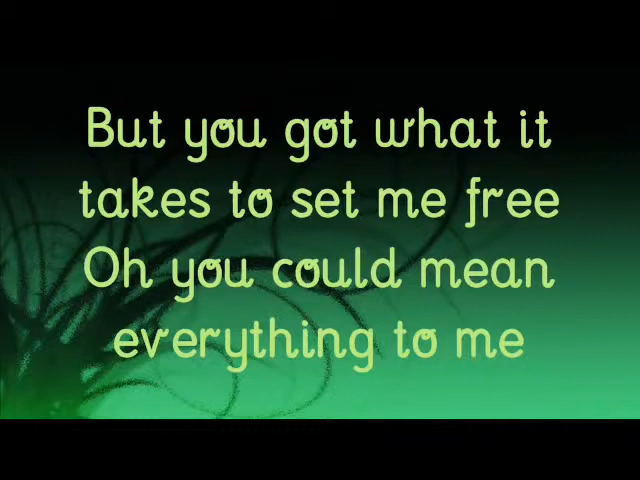 But you got what it
takes to set me free
Oh you could mean
everything to me